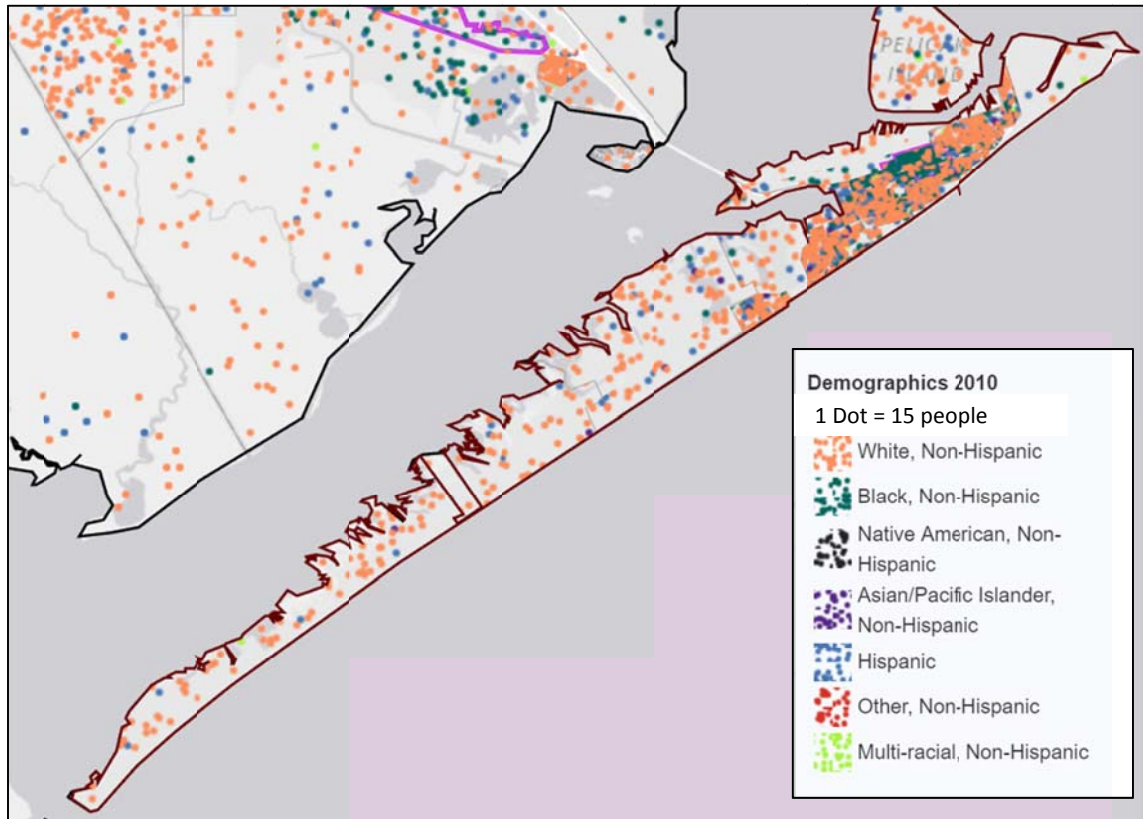 PELICAN
ISLAND
Demographics 2010
1 Dot = 15 people
White, Non-Hispanic
Black, Non-Hispanic
Native American, Non-
Hispanic
Asian/Pacific Islander,
Non-Hispanic
Hispanic
Other, Non-Hispanic
Multi-racial, Non-Hispanic